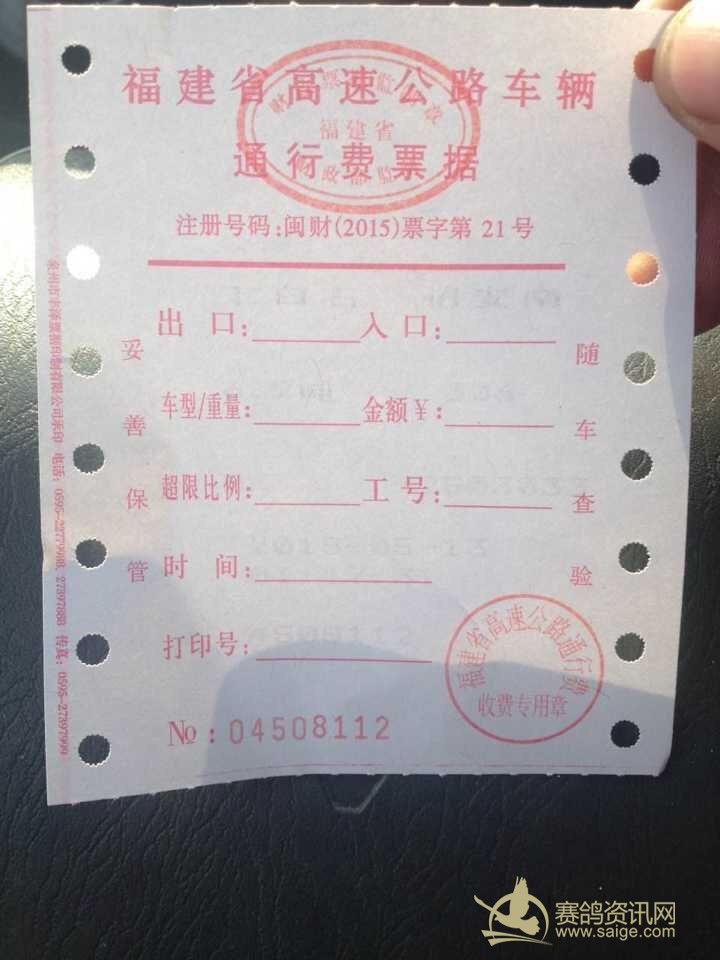 福建省高速公路车辆
通行费票据
福建省
注册号码:闽财(2015)票字第 21 号
出 口:
入 口:
车型/重量:
金额￥:
超限比例:
工 号:
时 间:
打印号:
№ : 04508112
妥善保管
随车查验
福建省高速公路通行费
收费专用章
赛鸽资讯网
www.saige.com